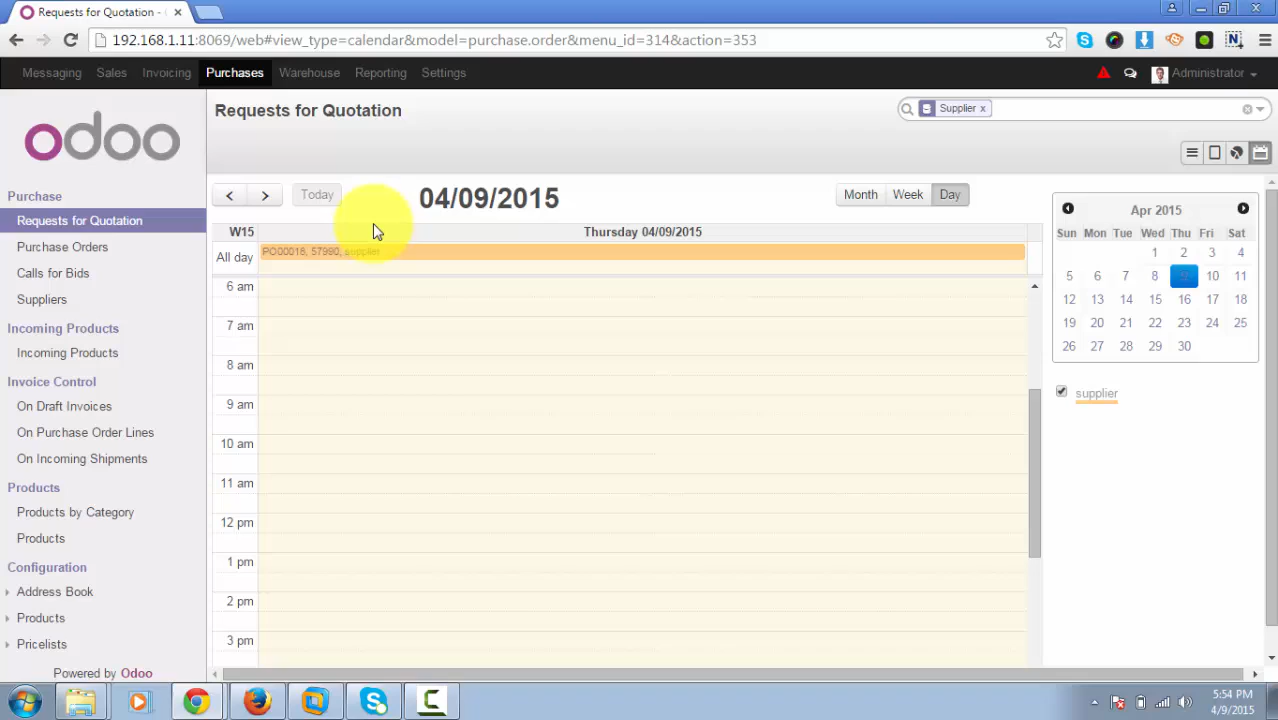 Requests for Quotation -
192.168.1.11:8069/web#view_type=calendar&model=purchase.order&menu_id=314&action=353
Messaging Sales Invoicing Purchases Warehouse Reporting Settings Administrator
odoo
Requests for Quotation
Supplier x
Purchase
Requests for Quotation
Purchase Orders
Calls for Bids
Suppliers
Incoming Products
Incoming Products
Invoice Control
On Draft Invoices
On Purchase Order Lines
On Incoming Shipments
Products
Products by Category
Products
Configuration
Address Book
Products
Pricelists
Powered by Odoo
Today
04/09/2015
Month Week Day
W15 Thursday 04/09/2015
All day
supplier
6 am
7 am
8 am
9 am
10 am
11 am
12 pm
1 pm
2 pm
3 pm
Apr 2015
Sun Mon Tue Wed Thu Fri Sat
1 2 3 4
5 6 7 8 9 10 11
12 13 14 15 16 17 18
19 20 21 22 23 24 25
26 27 28 29 30
supplier
5:54 PM
4/9/2015